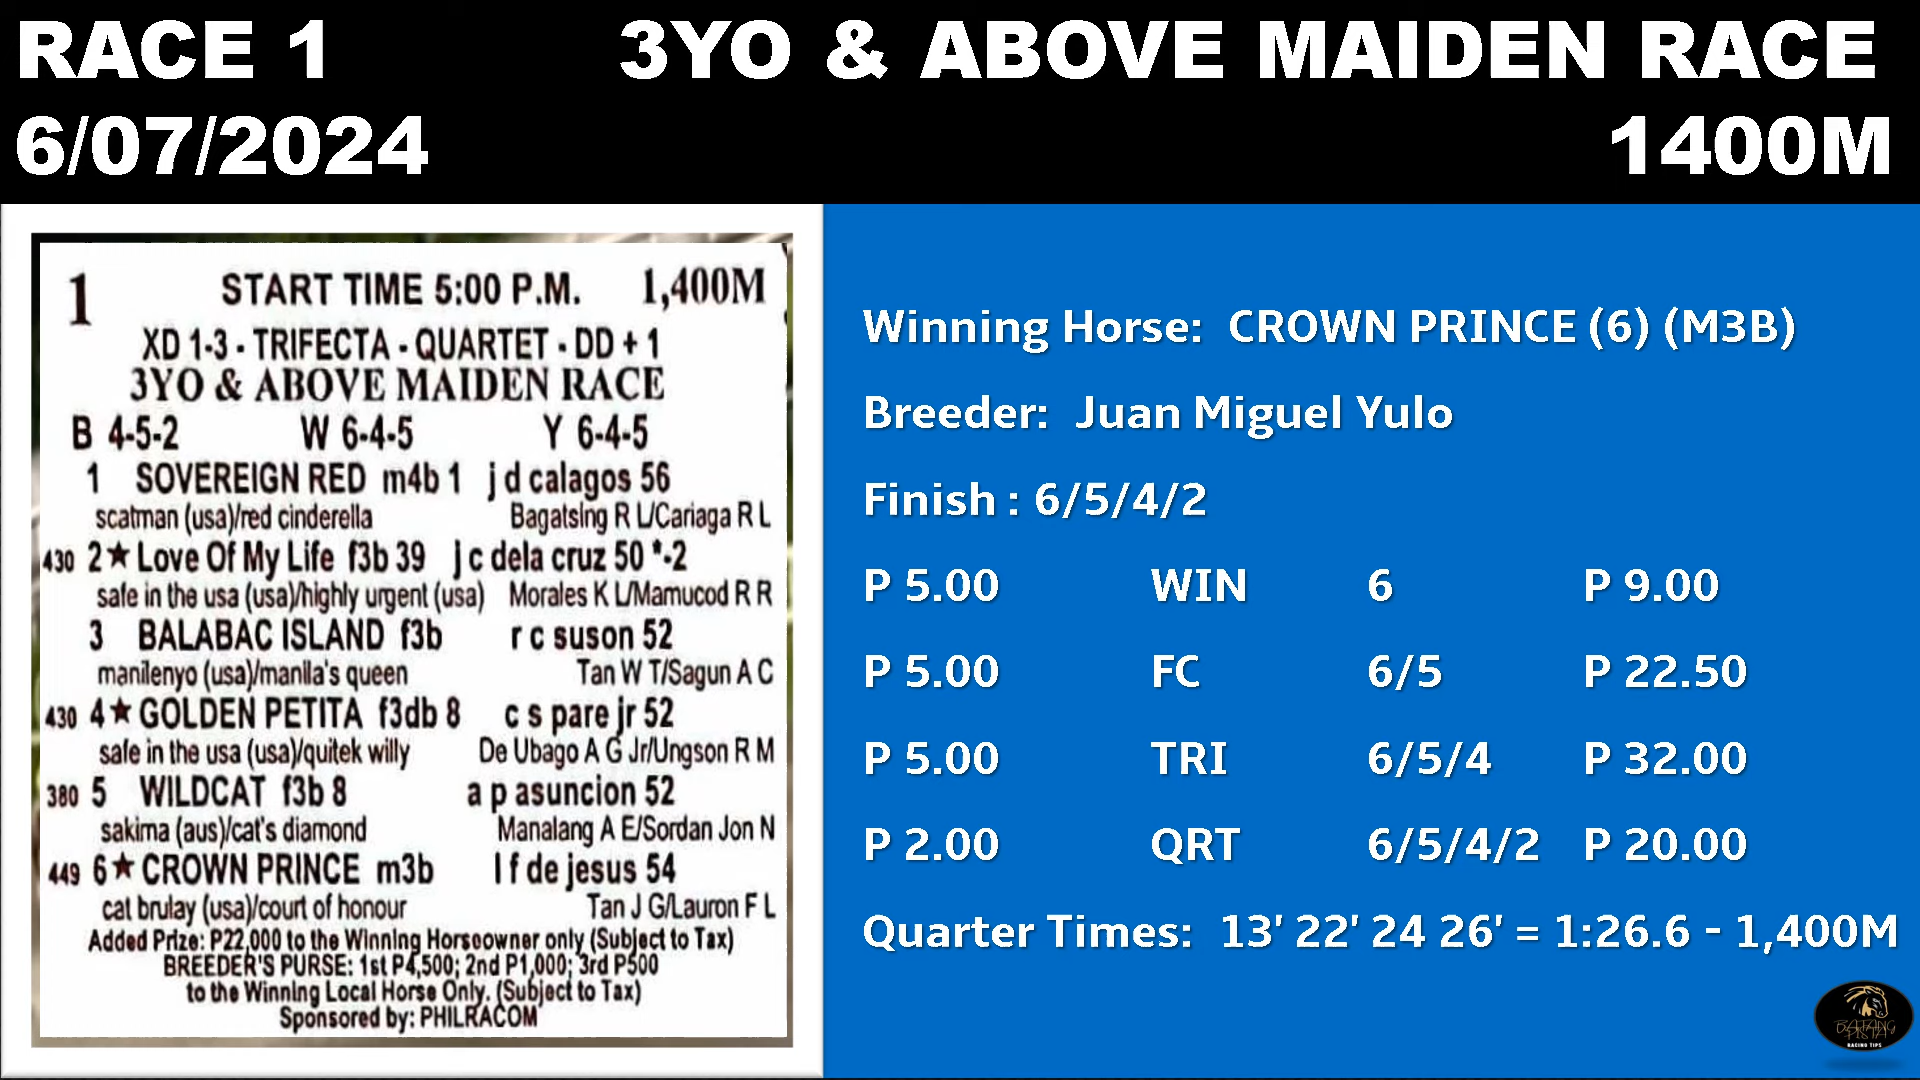 RACE 1 3YO & ABOVE MAIDEN RACE
6/07/2024 1400M
1 START TIME 5:00 P.M. 1,400M
XD 1-3 - TRIFECTA - QUARTET - DD + 1
3YO & ABOVE MAIDEN RACE
B 4-5-2 W 6-4-5 Y 6-4-5
1 SOVEREIGN RED m4b 1 j d calagos 56
scatman (usa)/red cinderella Bagatsing R L/Cariaga R L
430 2★ Love Of My Life f3b 39 j c dela cruz 50 *-2
safe in the usa (usa)/highly urgent (usa) Morales K L/Mamucod R R
3 BALABAC ISLAND f3b r c suson 52
manilenyo (usa)/manila's queen Tan W T/Sagun A C
430 4★ GOLDEN PETITA f3db 8 c s pare jr 52
safe in the usa (usa)/quitek willy De Ubago A G Jr/Ungson R M
380 5 WILDCAT f3b 8 a p asuncion 52
sakima (aus)/cat's diamond Manalang A E/Sordan Jon N
449 6★ CROWN PRINCE m3b l f de jesus 54
cat brulay (usa)/court of honour Tan J G/Lauron F L
Added Prize: P22,000 to the Winning Horseowner only (Subject to Tax)
BREEDER'S PURSE: 1st P4,500; 2nd P1,000; 3rd P500
to the Winning Local Horse Only. (Subject to Tax)
Sponsored by: PHILRACOM
Winning Horse: CROWN PRINCE (6) (M3B)
Breeder: Juan Miguel Yulo
Finish : 6/5/4/2
P 5.00 WIN 6 P 9.00
P 5.00 FC 6/5 P 22.50
P 5.00 TRI 6/5/4 P 32.00
P 2.00 QRT 6/5/4/2 P 20.00
Quarter Times: 13' 22' 24 26' = 1:26.6 - 1,400M
BATANG
PISTA
RACING TIPS